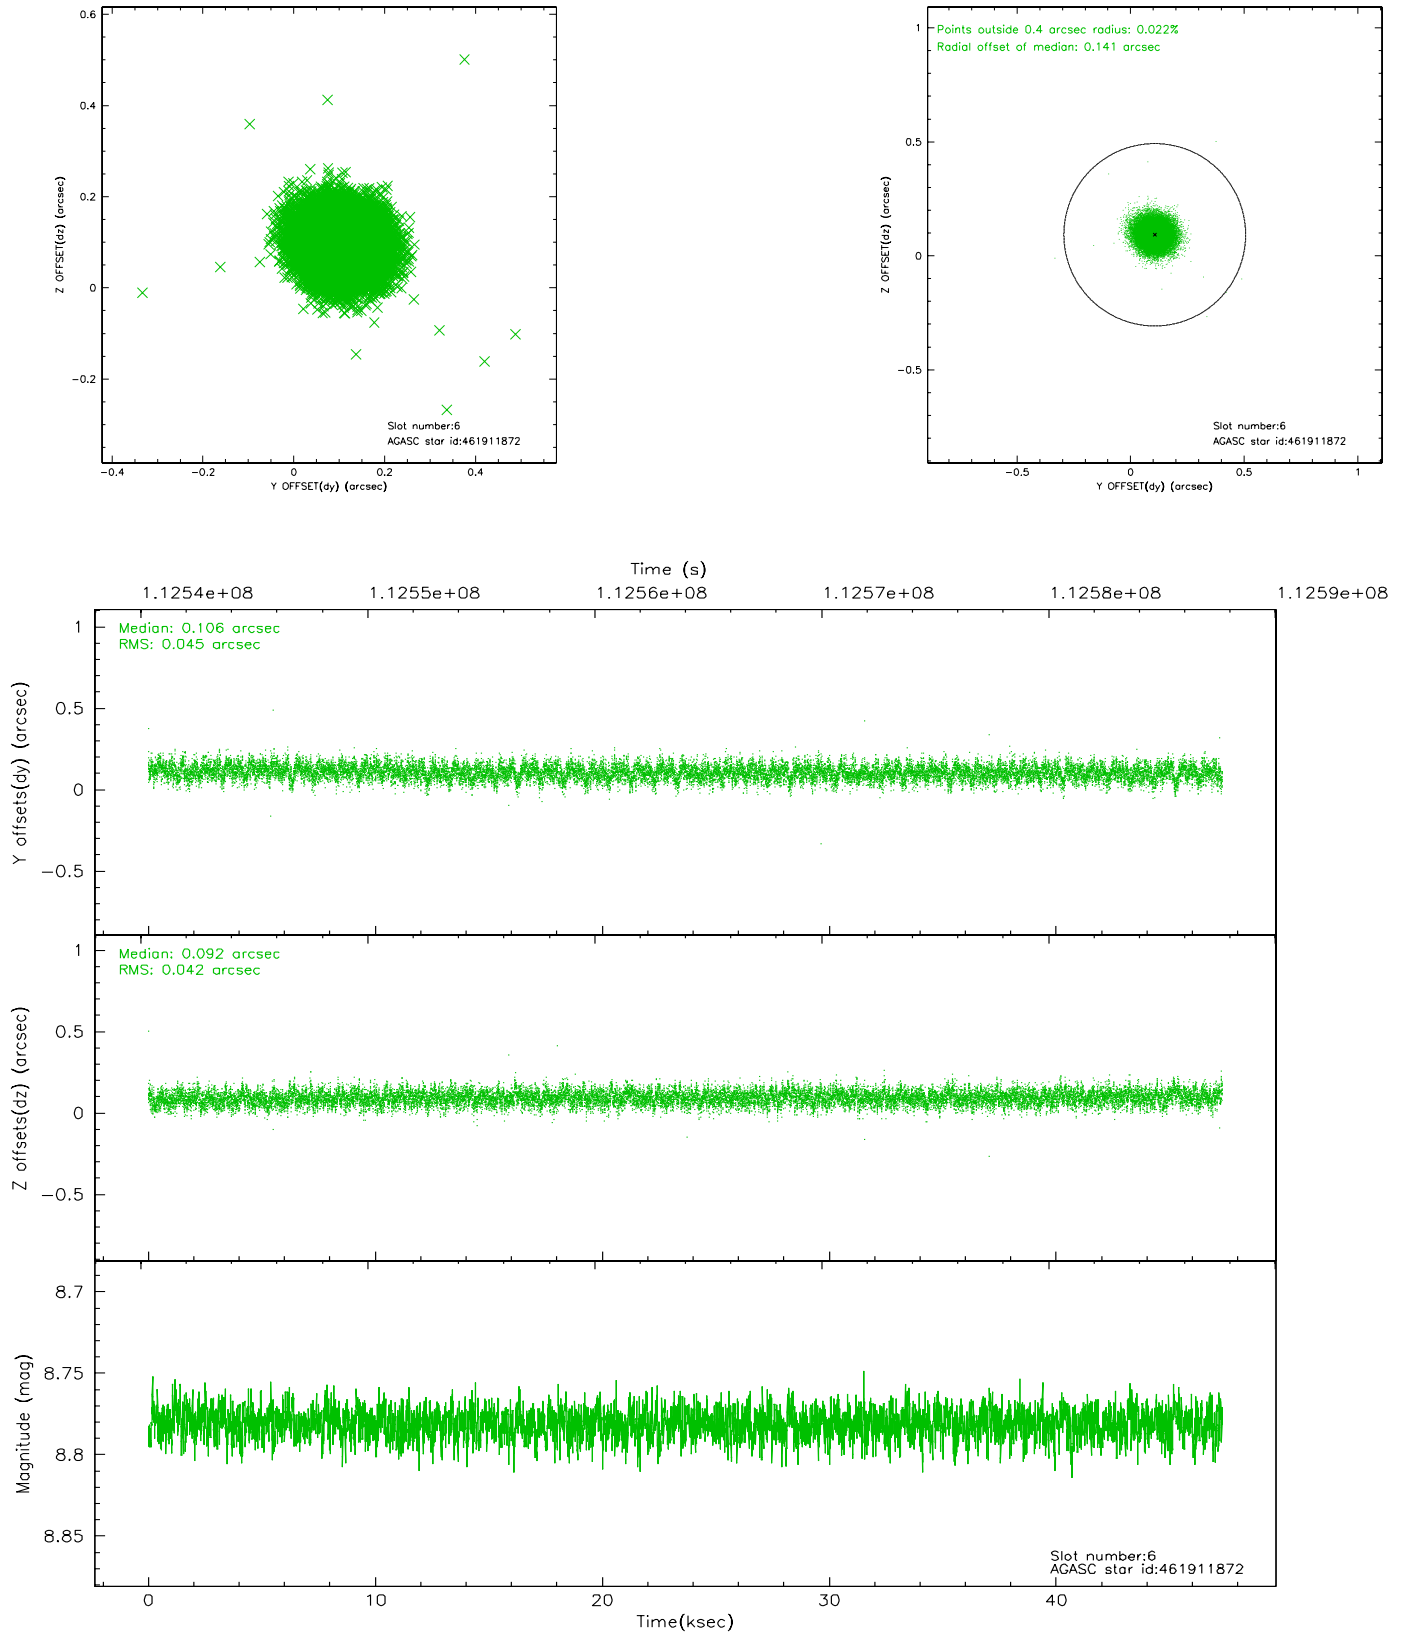 0.6
0.4
0.2
0
−0.2
Z OFFSET(dz) (arcsec)
Slot number:6
AGASC star id:461911872
−0.4 −0.2 0 0.2 0.4
Y OFFSET(dy) (arcsec)
Points outside 0.4 arcsec radius: 0.022%
Radial offset of median: 0.141 arcsec
1
0.5
0
−0.5
Z OFFSET(dz) (arcsec)
Slot number:6
AGASC star id:461911872
−0.5 0 0.5 1
Y OFFSET(dy) (arcsec)
Time (s)
1.1254e+08 1.1255e+08 1.1256e+08 1.1257e+08 1.1258e+08 1.1259e+08
Median: 0.106 arcsec
RMS: 0.045 arcsec
1
0.5
0
−0.5
Y offsets(dy) (arcsec)
Median: 0.092 arcsec
RMS: 0.042 arcsec
1
0.5
0
−0.5
Z offsets(dz) (arcsec)
8.7
8.75
8.8
8.85
Magnitude (mag)
Slot number:6
AGASC star id:461911872
0 10 20 30 40
Time(ksec)